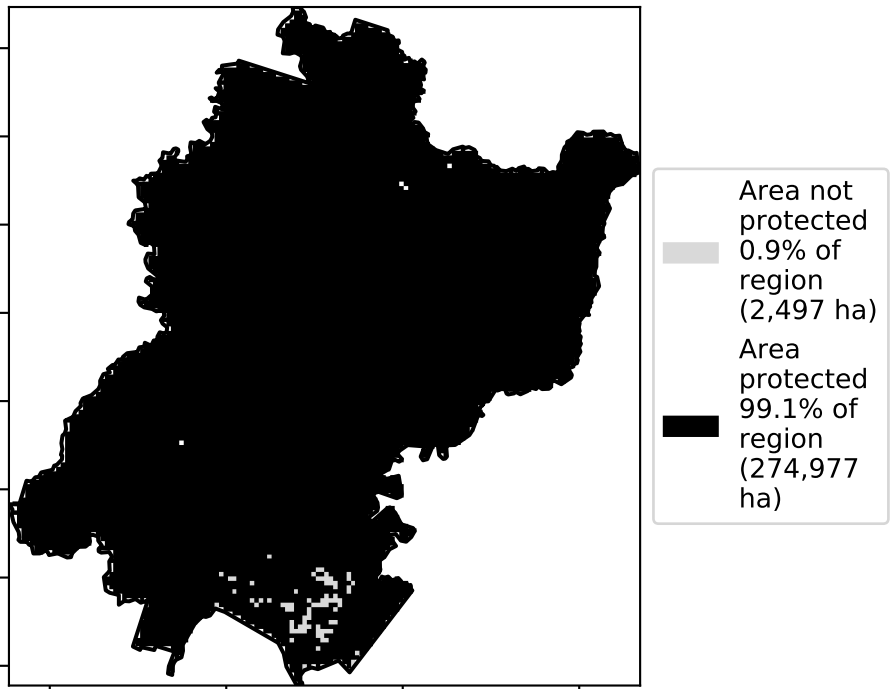 Area not
protected
0.9% of
region
(2,497 ha)
Area
protected
99.1% of
region
(274,977
ha)